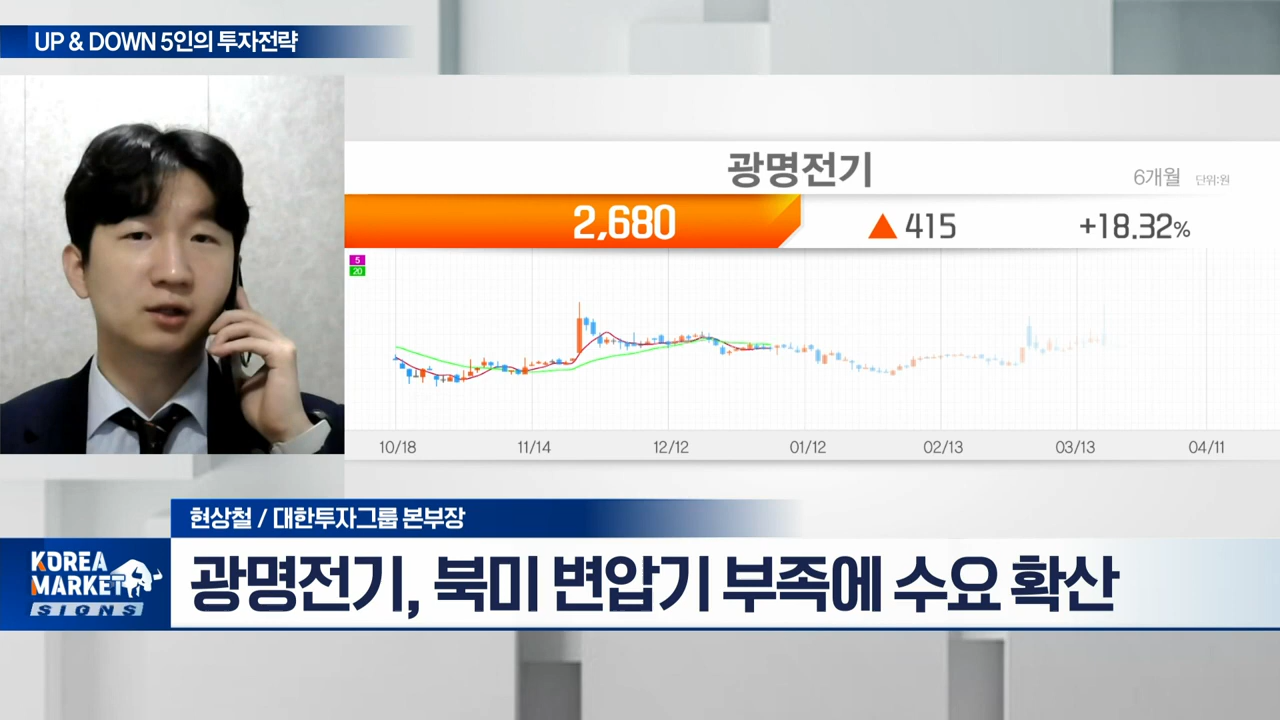 UP & DOWN 5인의 투자전략
광명전기
6개월 단위:원
2,680 ▲ 415 +18.32%
5
20
10/18 11/14 12/12 01/12 02/13 03/13 04/11
현상철 / 대한투자그룹 본부장
KOREA
MARKET
SIGNS
광명전기, 북미 변압기 부족에 수요 확산